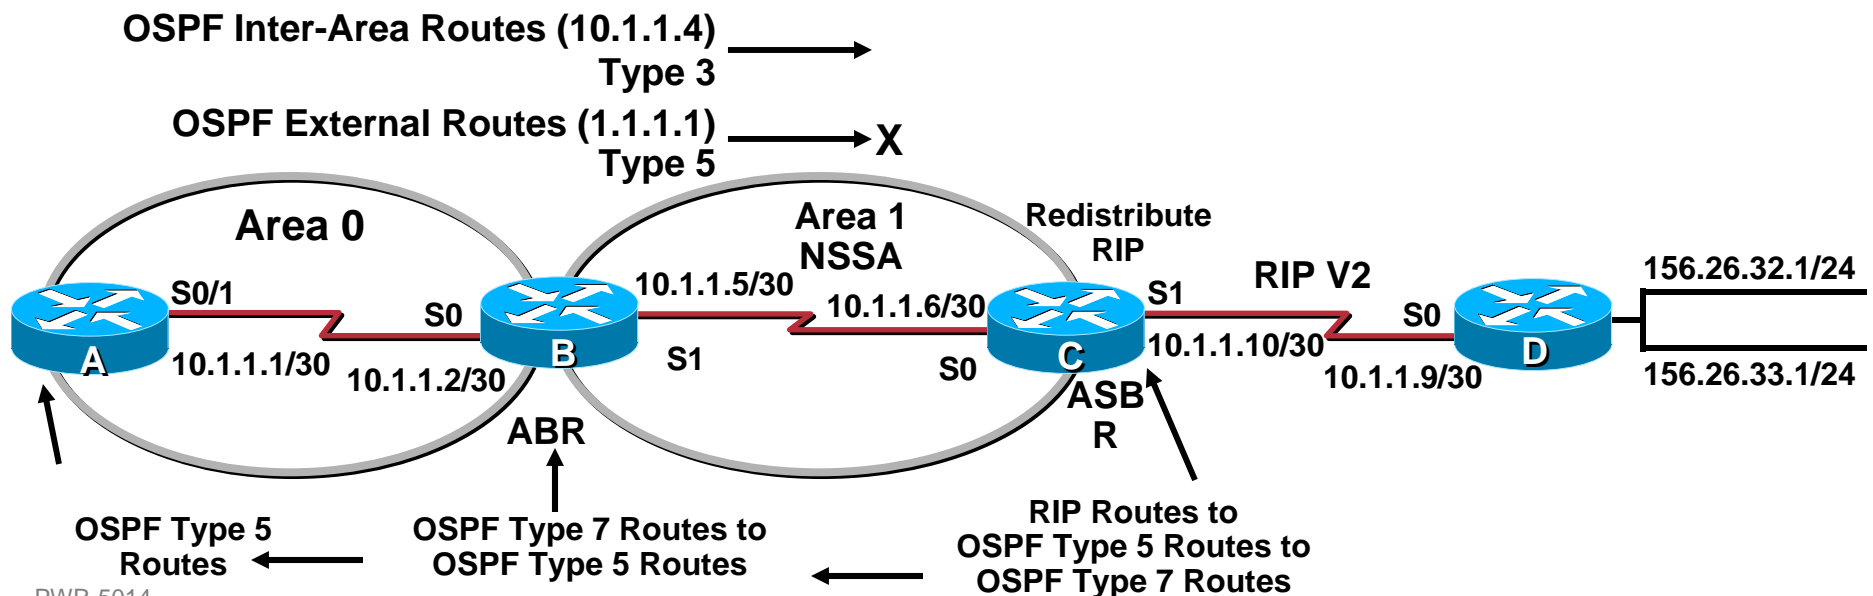 OSPF Inter-Area Routes (10.1.1.4)
Type 3
OSPF External Routes (1.1.1.1)
Type 5
X
Area 0
Area 1
NSSA
Redistribute
RIP
RIP V2
156.26.32.1/24
S0/1
S0
10.1.1.5/30
10.1.1.6/30
S1
S0
A
10.1.1.1/30
10.1.1.2/30
B
S1
S0
C
10.1.1.10/30
10.1.1.9/30
D
156.26.33.1/24
ABR
ASB
R
OSPF Type 5
Routes
OSPF Type 7 Routes to
OSPF Type 5 Routes
RIP Routes to
OSPF Type 5 Routes to
OSPF Type 7 Routes